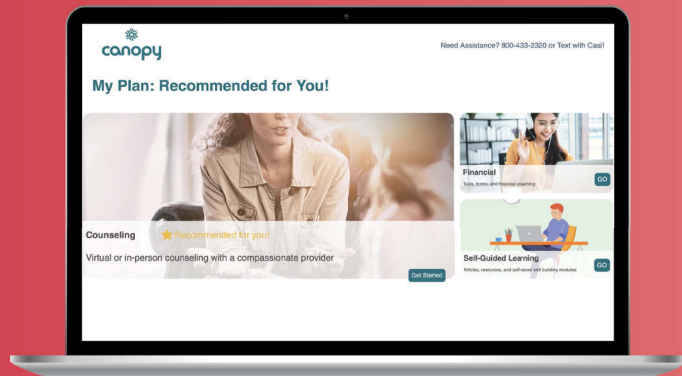 canopy
Need Assistance? 800-433-2320 or Text with Casi!
My Plan: Recommended for You!
Counseling
Recommended for you!
Virtual or in-person counseling with a compassionate provider
Get Started
Financial
Tools, forms, and financial coaching
GO
Self-Guided Learning
Articles, resources, and self-paced skill building modules
GO